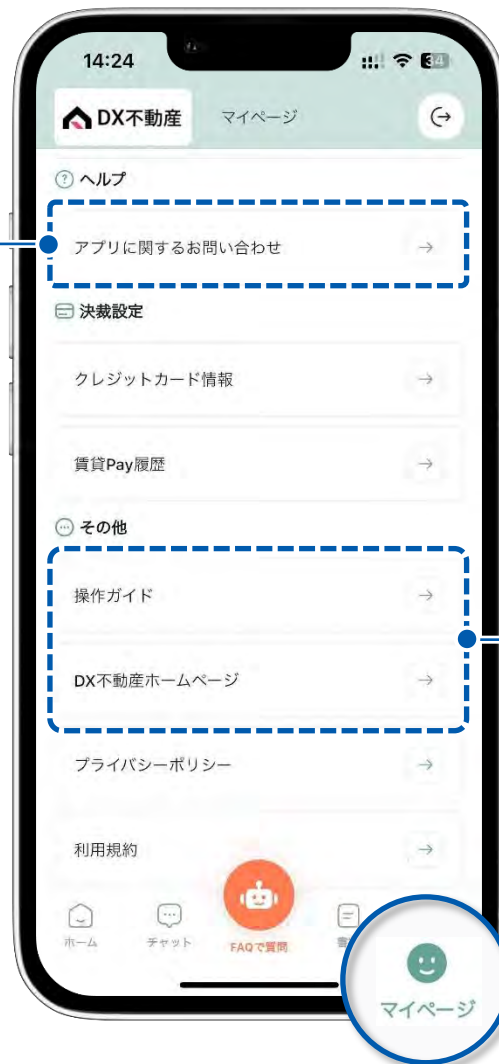 14:24
DX不動産
マイページ
ヘルプ
アプリに関するお問い合わせ
決裁設定
クレジットカード情報
賃貸Pay履歴
その他
操作ガイド
DX不動産ホームページ
プライバシーポリシー
利用規約
ホーム
チャット
FAQで質問
マイページ